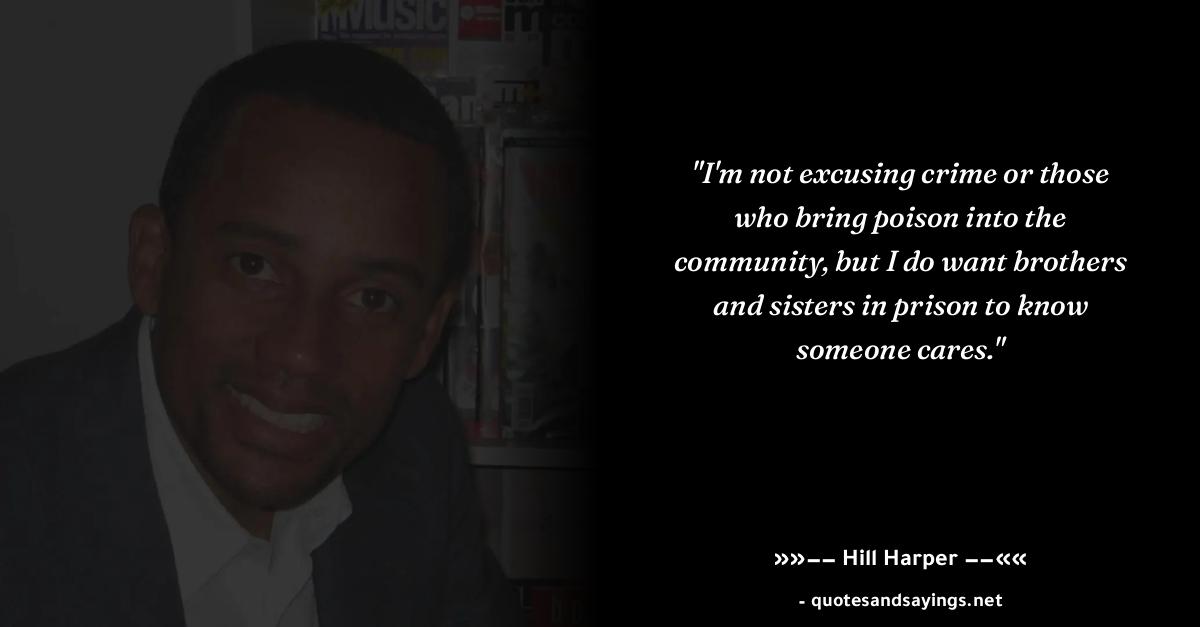 MUSIC
"I'm not excusing crime or those
who bring poison into the
community, but I do want brothers
and sisters in prison to know
someone cares."
»»–– Hill Harper ––««
- quotesandsayings.net